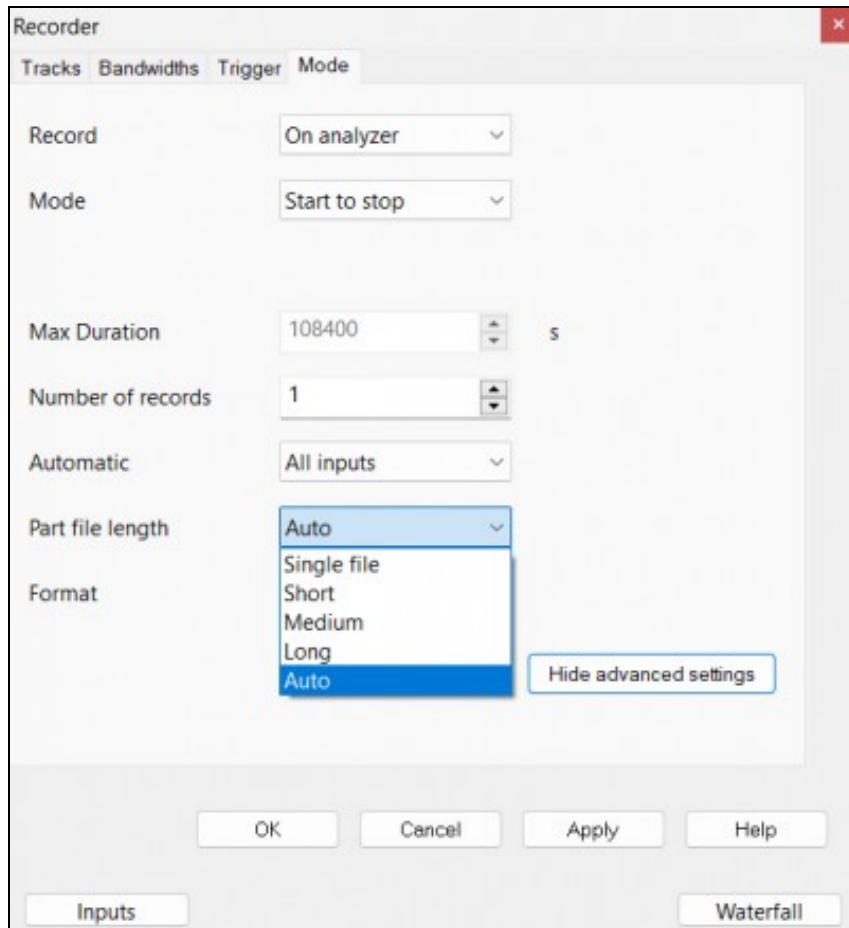 Recorder
Tracks Bandwidths Trigger Mode
Record On analyzer
Mode Start to stop
Max Duration 108400 s
Number of records 1
Automatic All inputs
Part file length Auto
Single file
Format Short
Medium
Long
Auto Hide advanced settings
OK Cancel Apply Help
Inputs Waterfall